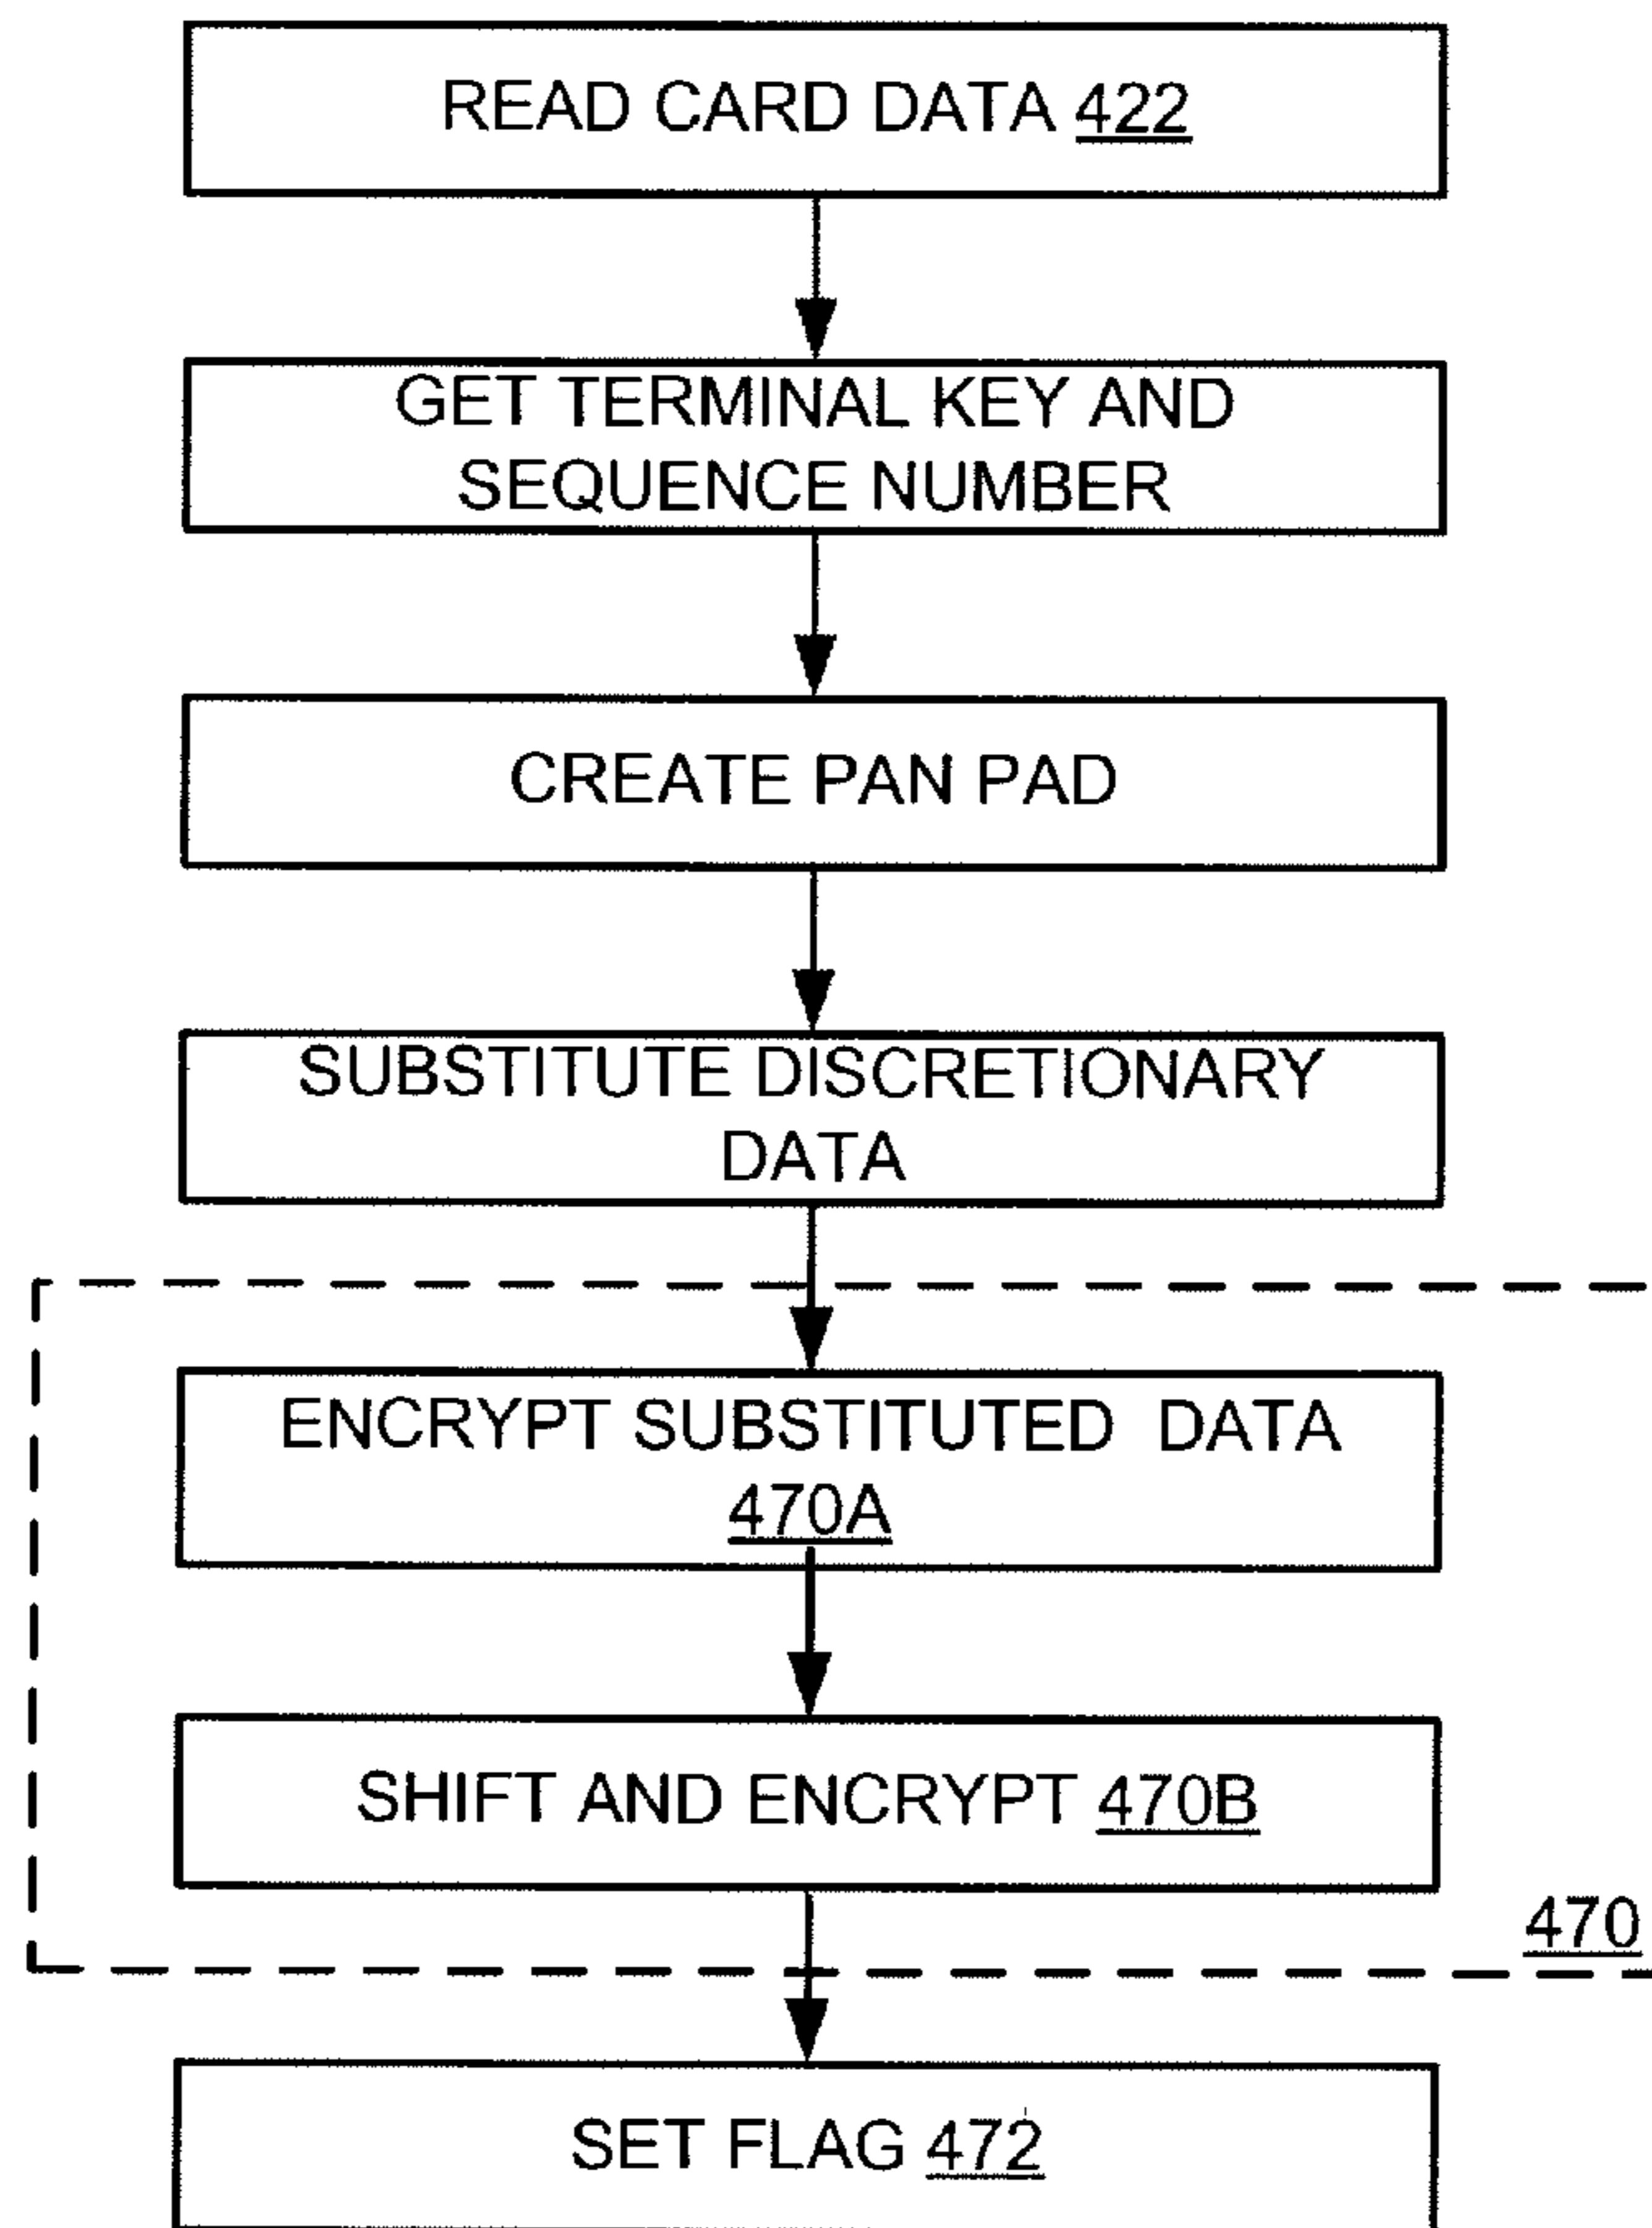 READ CARD DATA 422
GET TERMINAL KEY AND
SEQUENCE NUMBER
CREATE PAN PAD
SUBSTITUTE DISCRETIONARY
DATA
ENCRYPT SUBSTITUTED DATA
470A
SHIFT AND ENCRYPT 470B
470
SET FLAG 472